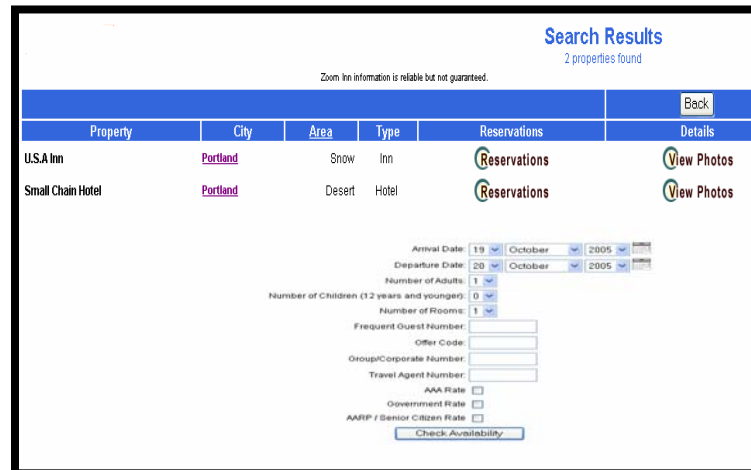 Search Results
2 properties found
Zoom Inn information is reliable but not guaranteed.
Back
Property City Area Type Reservations Details
U.S.A Inn Portland Snow Inn Reservations View Photos
Small Chain Hotel Portland Desert Hotel Reservations View Photos
Arrival Date: 19 October 2005
Departure Date: 20 October 2005
Number of Adults: 1
Number of Children (12 years and younger): 0
Number of Rooms: 1
Frequent Guest Number:
Offer Code:
Group/Corporate Number:
Travel Agent Number:
AAA Rate
Government Rate
AARP / Senior Citizen Rate
Check Availability